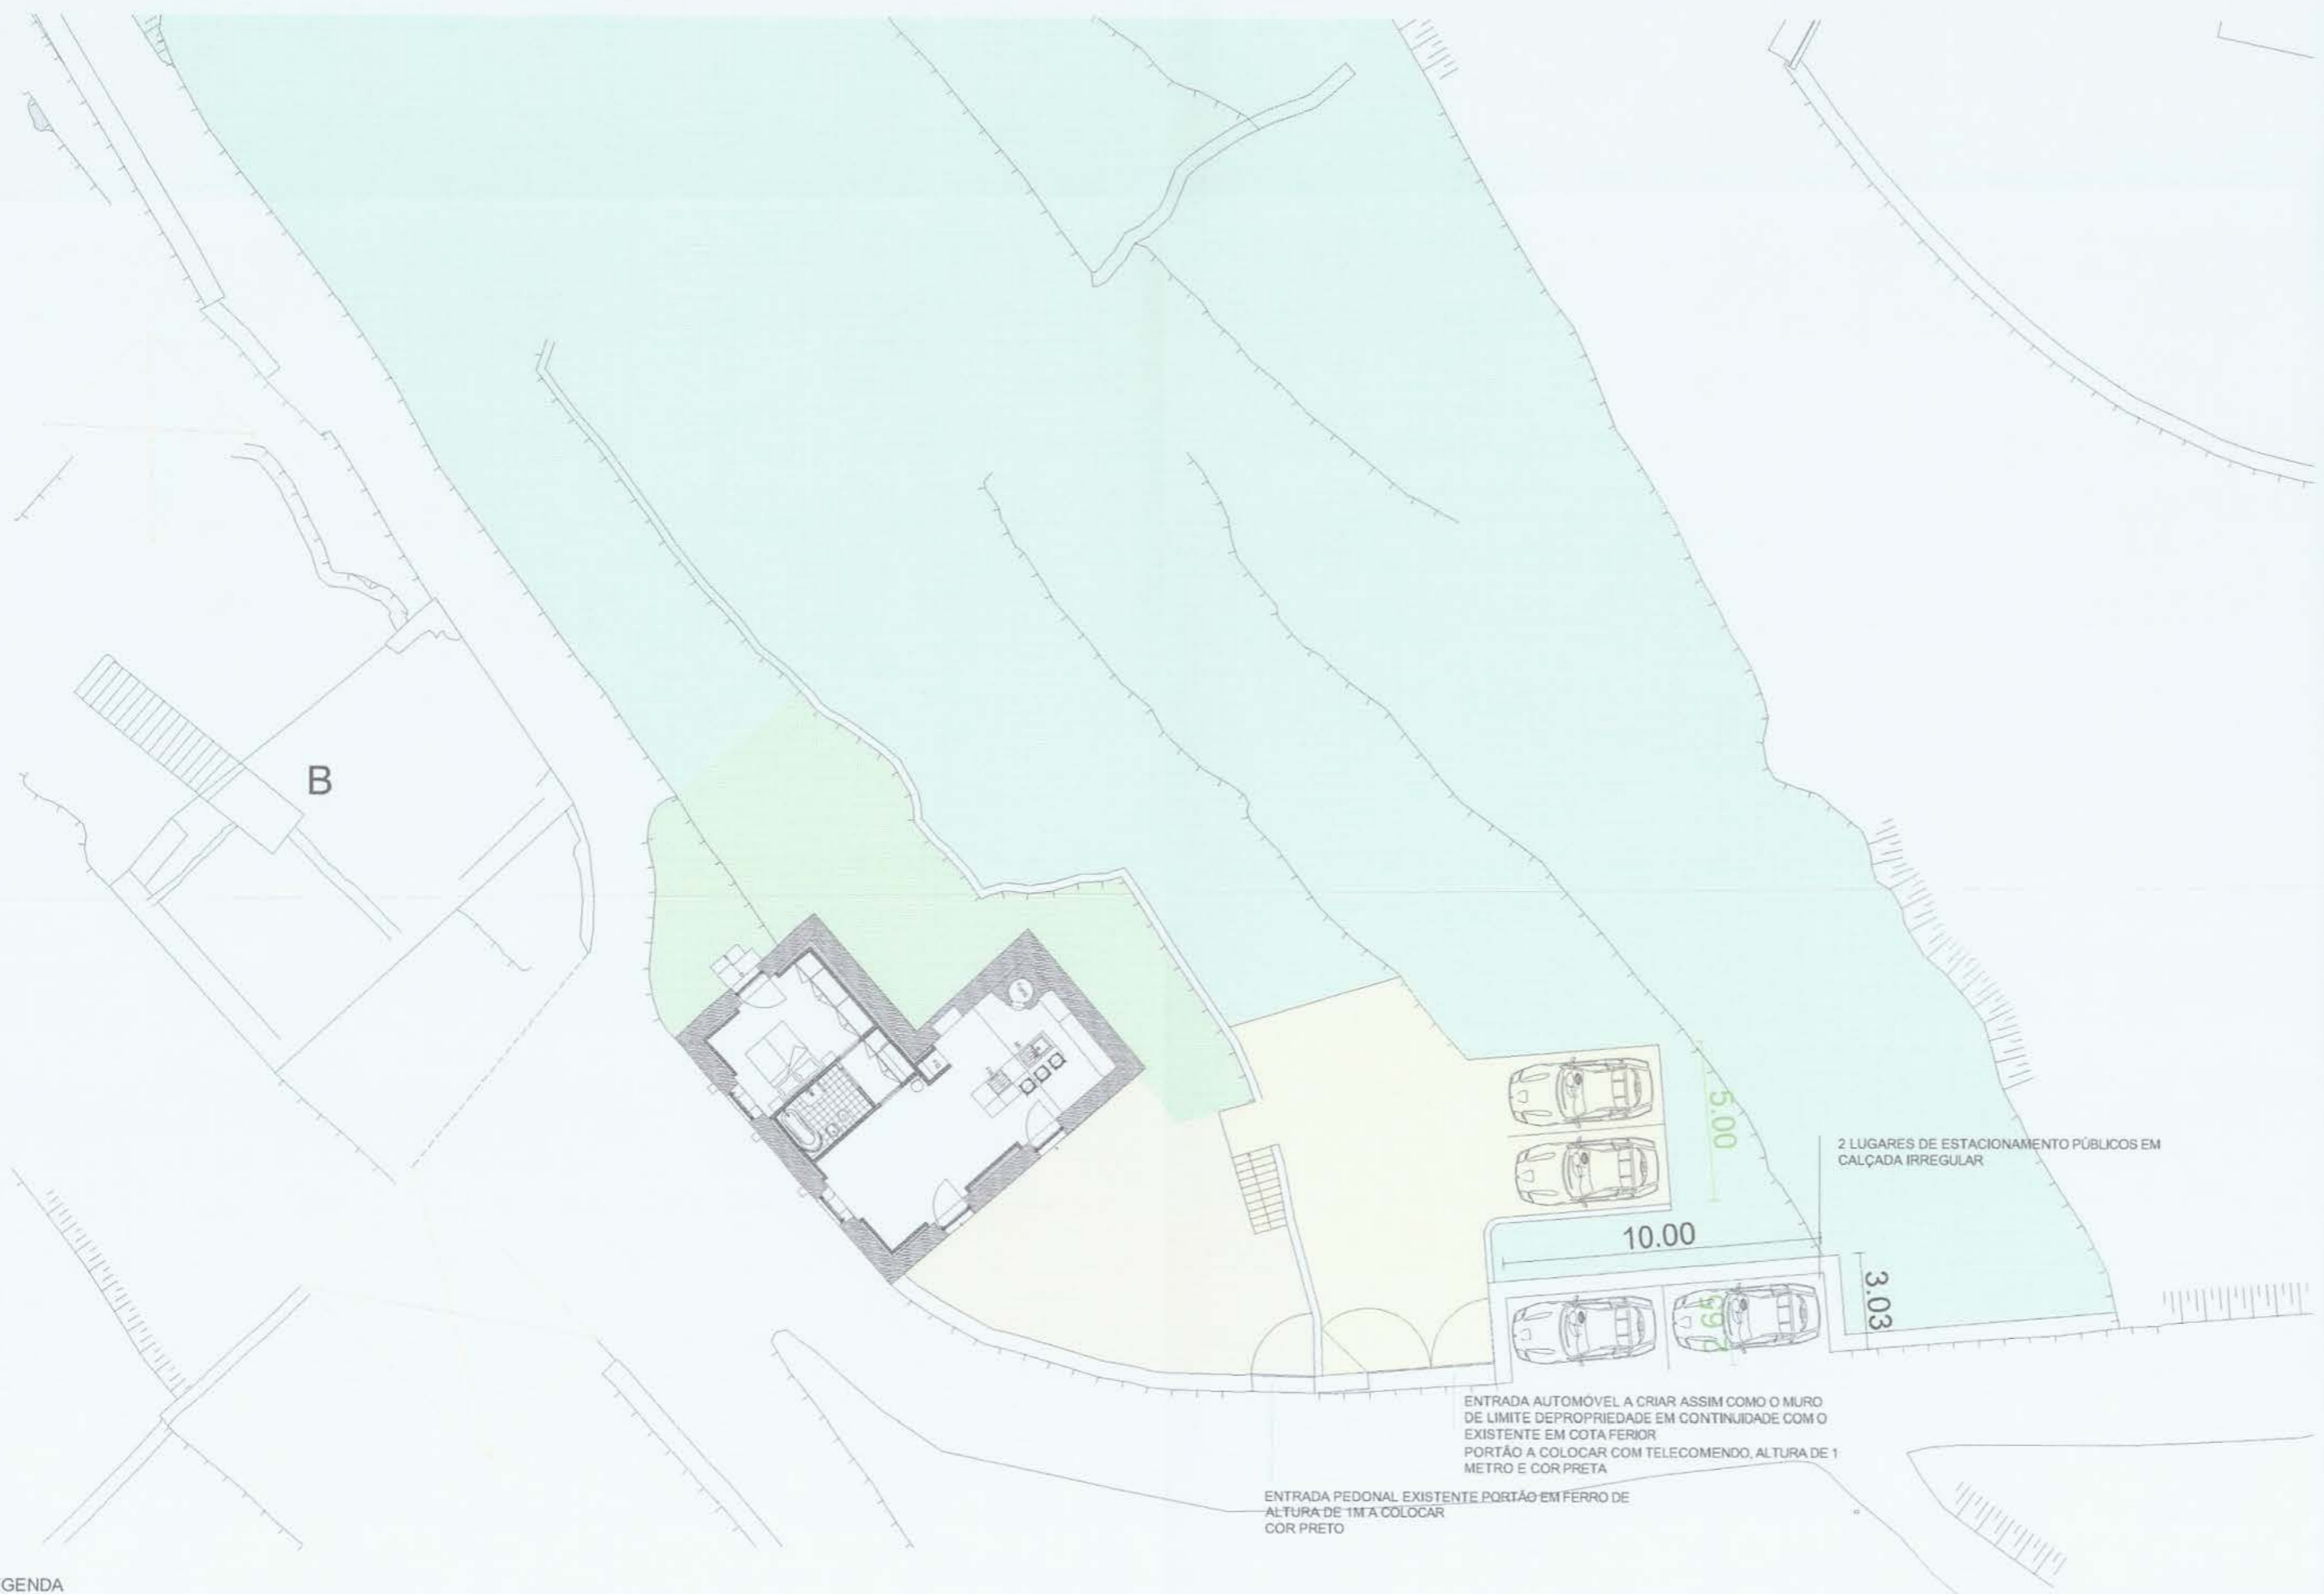 B
5.00
2 LUGARES DE ESTACIONAMENTO PÚBLICOS EM
CALÇADA IRREGULAR
10.00
3.03
ENTRADA AUTOMÓVEL A CRIAR ASSIM COMO O MURO
DE LIMITE DEPROPRIEDADE EM CONTINUIDADE COM O
EXISTENTE EM COTA FERIOR
PORTÃO A COLOCAR COM TELECOMENDO, ALTURA DE 1
METRO E COR PRETA
ENTRADA PEDONAL EXISTENTE PORTÃO EM FERRO DE
ALTURA DE 1M A COLOCAR
COR PRETO
GENDA